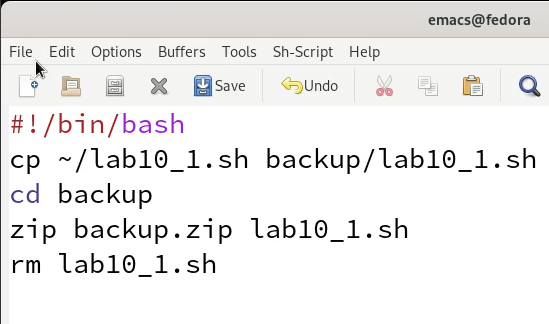 emacs@fedora
File Edit Options Buffers Tools Sh-Script Help
Save Undo
#!/bin/bash
cp ~/lab10_1.sh backup/lab10_1.sh
cd backup
zip backup.zip lab10_1.sh
rm lab10_1.sh